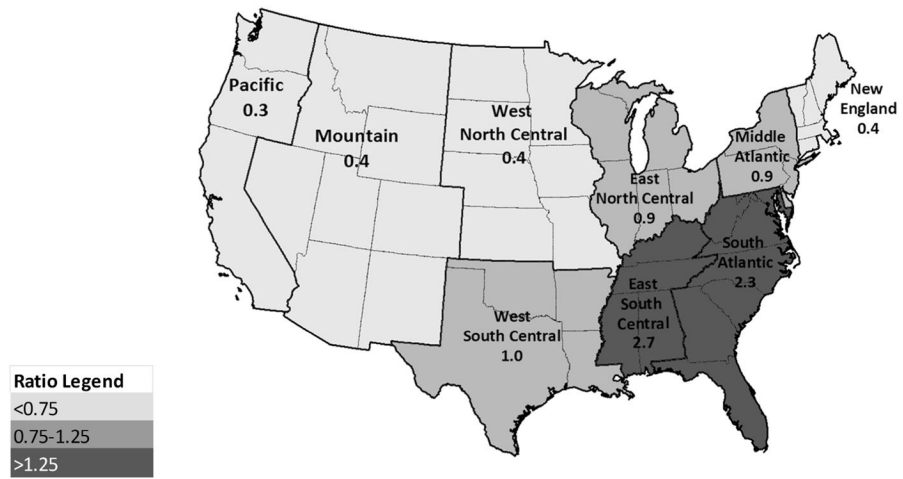 Pacific
0.3
Mountain
0.4
West
North Central
0.4
New
England
0.4
Middle
Atlantic
0.9
East
North Central
0.9
South
Atlantic
2.3
East
South
Central
2.7
West
South Central
1.0
Ratio Legend
<0.75
0.75-1.25
>1.25